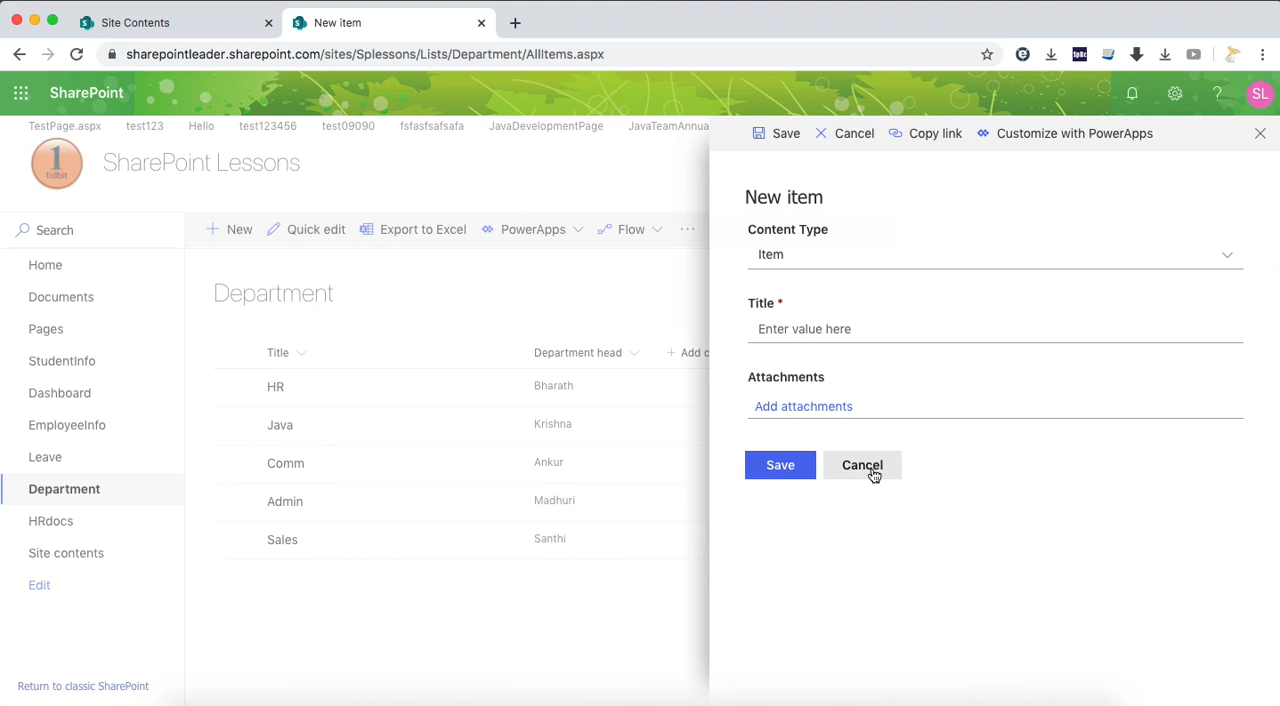 Site Contents
New item
sharepointleader.sharepoint.com/sites/Splessons/Lists/Department/AllItems.aspx
SpRc
SharePoint
? SL
TestPage.aspx test123 Hello test123456 test09090 fsfasfsafsafa JavaDevelopmentPage JavaTeamAnnua
Save Cancel Copy link Customize with PowerApps
1
tidbit
SharePoint Lessons
New item
Search
New Quick edit Export to Excel PowerApps Flow ...
Content Type
Item
Home
Documents
Pages
StudentInfo
Dashboard
EmployeeInfo
Leave
Department
HRdocs
Site contents
Edit
Return to classic SharePoint
Department
Title Department head + Add c
HR Bharath
Java Krishna
Comm Ankur
Admin Madhuri
Sales Santhi
Title *
Enter value here
Attachments
Add attachments
Save Cancel